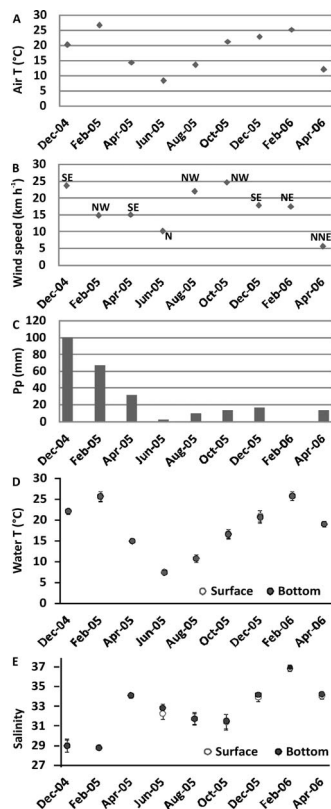 A
Air T (°C)
30
25
20
15
10
5
0
Dec-04 Feb-05 Apr-05 Jun-05 Aug-05 Oct-05 Dec-05 Feb-06 Apr-06
B
Wind speed (km h⁻¹)
30
25
20
15
10
5
0
SE NW SE N NW NW SE NE NNE
Dec-04 Feb-05 Apr-05 Jun-05 Aug-05 Oct-05 Dec-05 Feb-06 Apr-06
C
Pp (mm)
120
100
80
60
40
20
0
Dec-04 Feb-05 Apr-05 Jun-05 Aug-05 Oct-05 Dec-05 Feb-06 Apr-06
D
Water T (°C)
30
25
20
15
10
5
0
Surface Bottom
Dec-04 Feb-05 Apr-05 Jun-05 Aug-05 Oct-05 Dec-05 Feb-06 Apr-06
E
Salinity
37
35
33
31
29
27
Surface Bottom
Dec-04 Feb-05 Apr-05 Jun-05 Aug-05 Oct-05 Dec-05 Feb-06 Apr-06